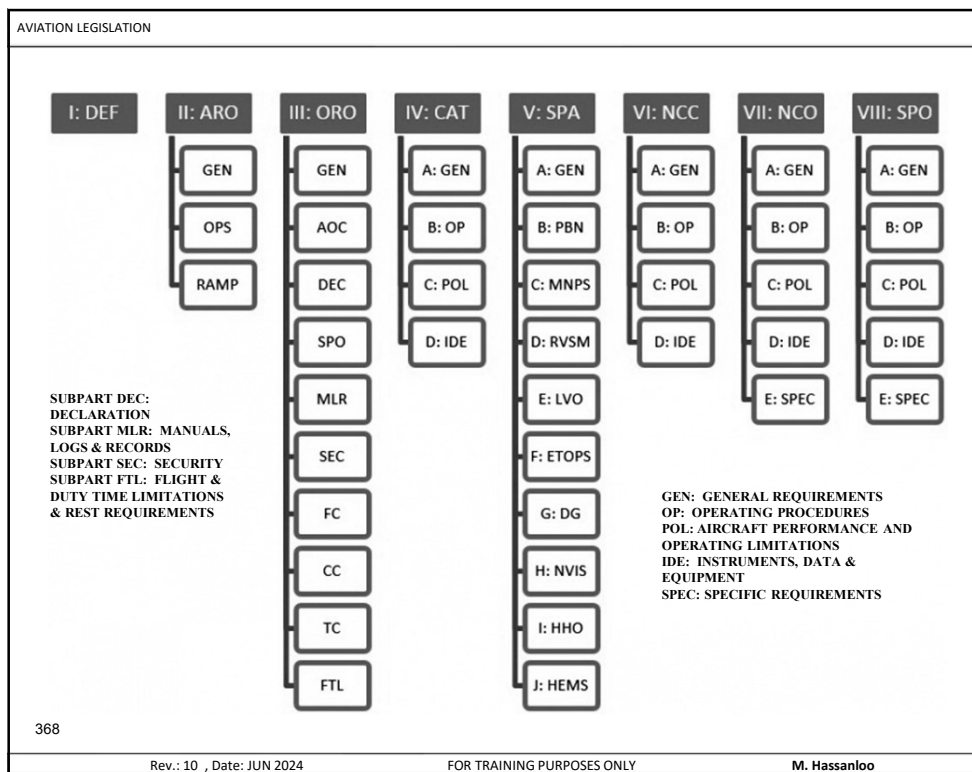 AVIATION LEGISLATION
I: DEF
II: ARO
GEN
OPS
RAMP
III: ORO
GEN
AOC
DEC
SPO
MLR
SEC
FC
CC
TC
FTL
IV: CAT
A: GEN
B: OP
C: POL
D: IDE
V: SPA
A: GEN
B: PBN
C: MNPS
D: RVSM
E: LVO
F: ETOPS
G: DG
H: NVIS
I: HHO
J: HEMS
VI: NCC
A: GEN
B: OP
C: POL
D: IDE
VII: NCO
A: GEN
B: OP
C: POL
D: IDE
E: SPEC
VIII: SPO
A: GEN
B: OP
C: POL
D: IDE
E: SPEC
SUBPART DEC:
DECLARATION
SUBPART MLR: MANUALS,
LOGS & RECORDS
SUBPART SEC: SECURITY
SUBPART FTL: FLIGHT &
DUTY TIME LIMITATIONS
& REST REQUIREMENTS
GEN: GENERAL REQUIREMENTS
OP: OPERATING PROCEDURES
POL: AIRCRAFT PERFORMANCE AND
OPERATING LIMITATIONS
IDE: INSTRUMENTS, DATA &
EQUIPMENT
SPEC: SPECIFIC REQUIREMENTS
368
Rev.: 10 , Date: JUN 2024
FOR TRAINING PURPOSES ONLY
M. Hassanloo